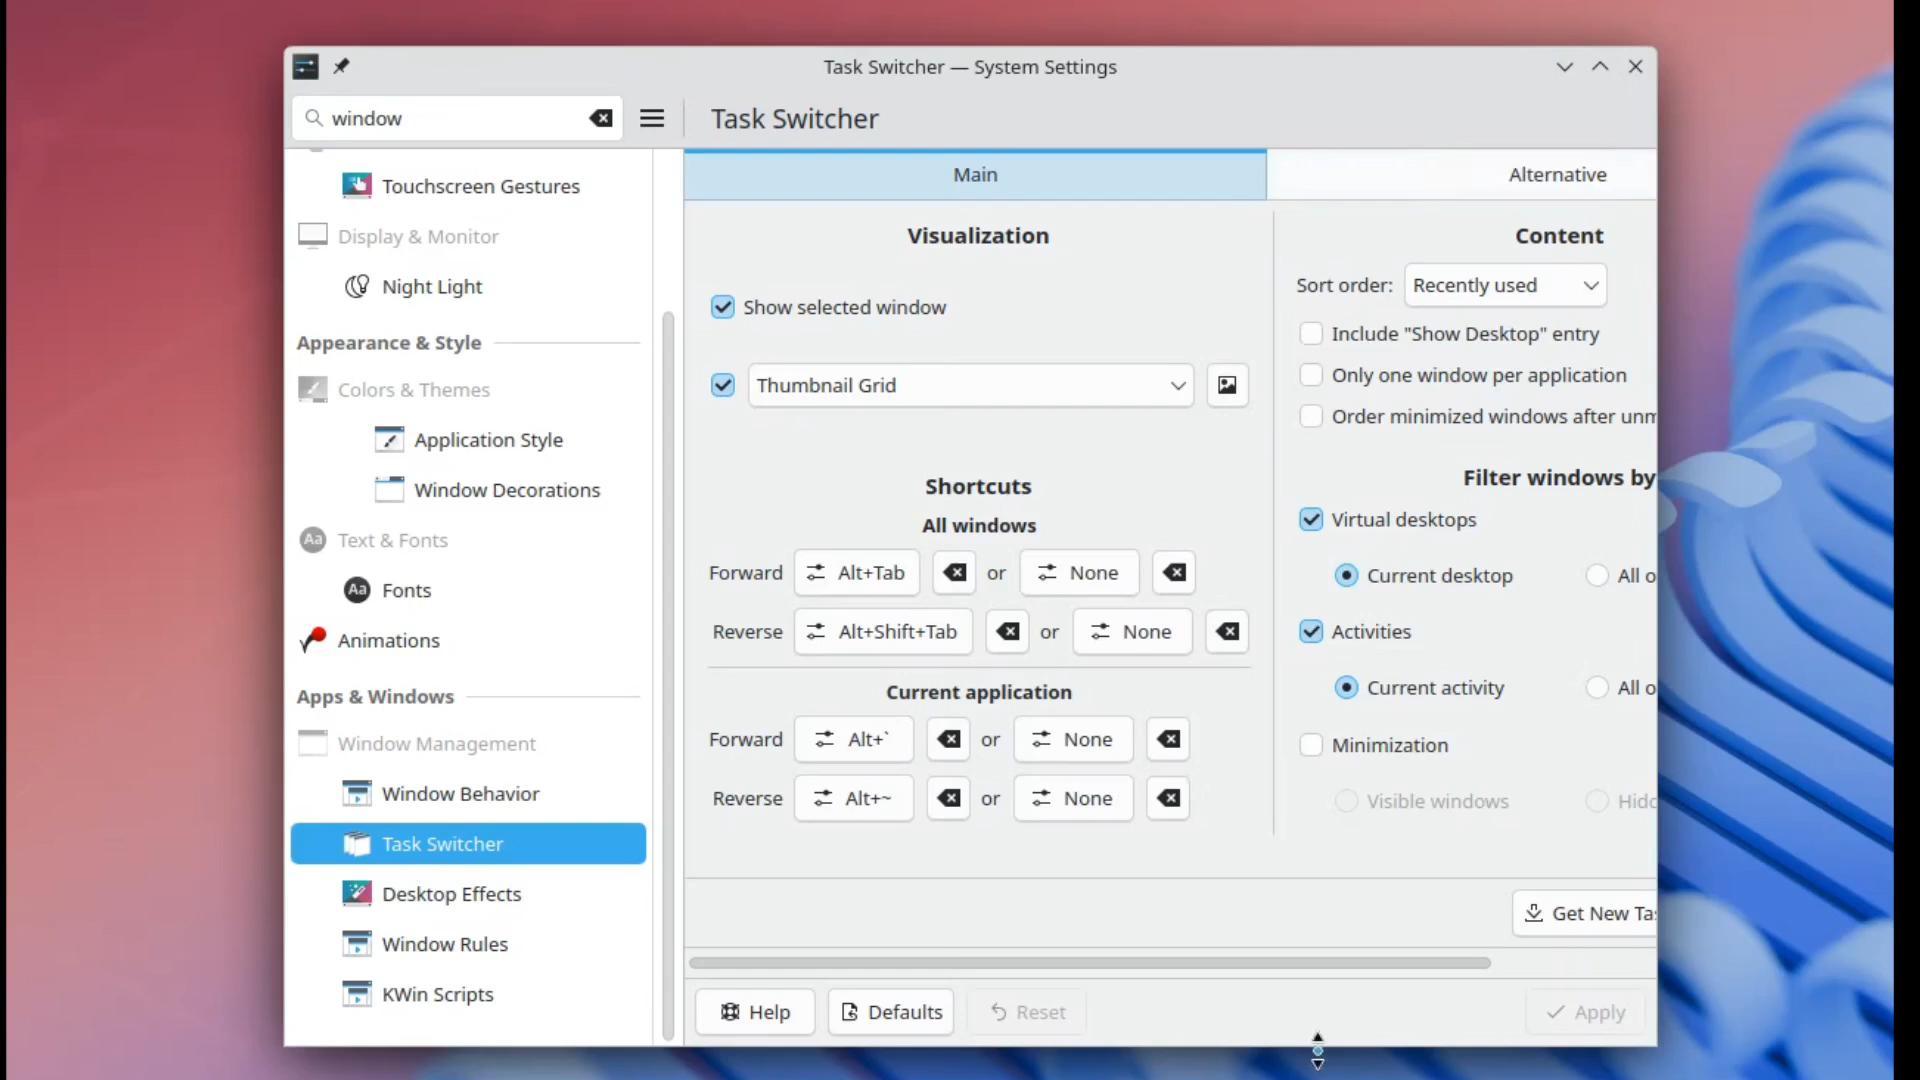 Task Switcher — System Settings
window
Task Switcher
Touchscreen Gestures
Display & Monitor
Night Light
Appearance & Style
Colors & Themes
Application Style
Window Decorations
Text & Fonts
Fonts
Animations
Apps & Windows
Window Management
Window Behavior
Task Switcher
Desktop Effects
Window Rules
KWin Scripts
Main
Alternative
Visualization
Show selected window
Thumbnail Grid
Shortcuts
All windows
Forward Alt+Tab or None
Reverse Alt+Shift+Tab or None
Current application
Forward Alt+` or None
Reverse Alt+~ or None
Content
Sort order: Recently used
Include "Show Desktop" entry
Only one window per application
Order minimized windows after unm
Filter windows by
Virtual desktops
Current desktop All o
Activities
Current activity All o
Minimization
Visible windows Hidd
Get New Tas
Help Defaults Reset Apply